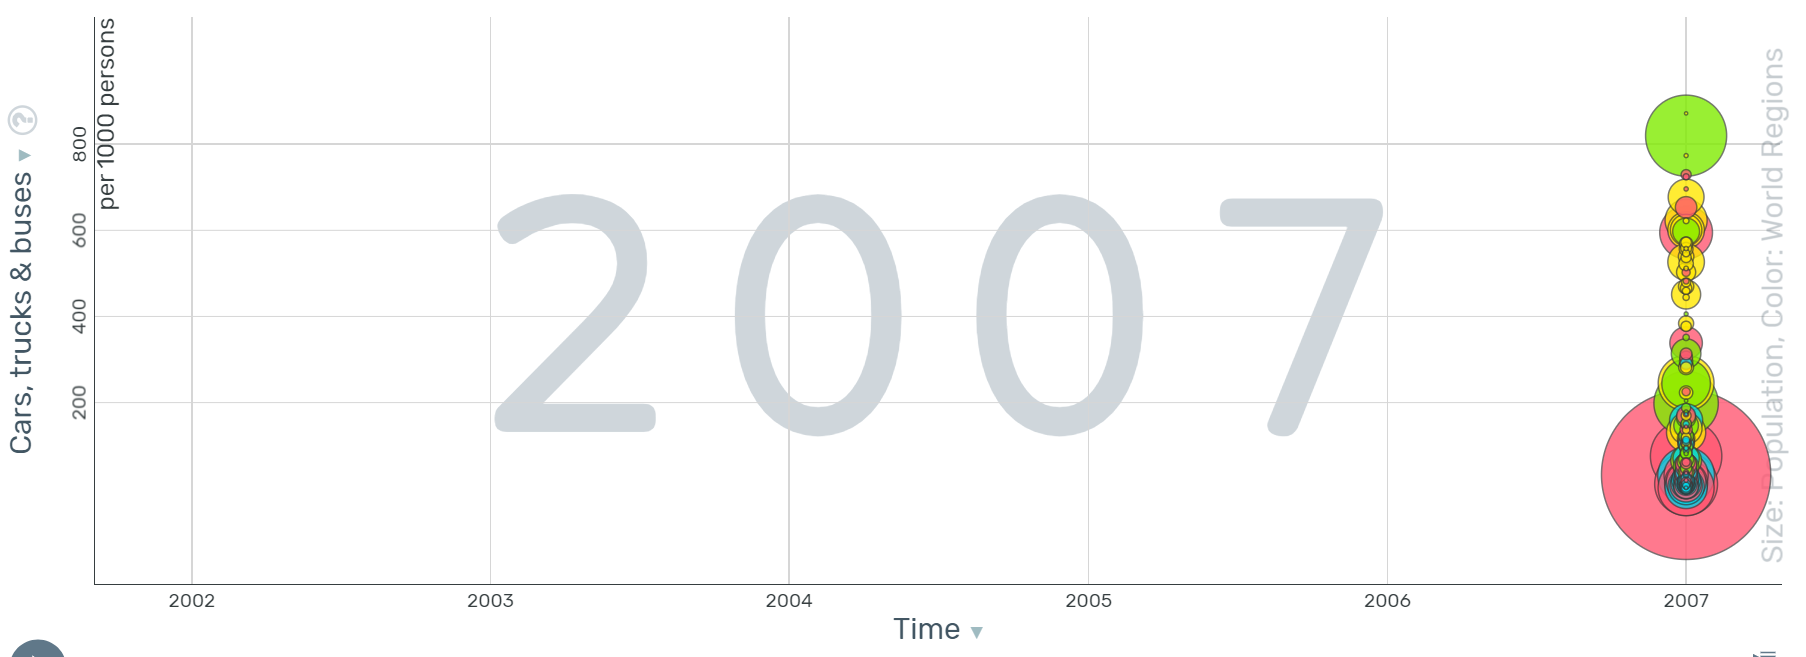 Cars, trucks & buses ▼ ?
per 1000 persons
800
600
400
200
2007
Size: Population, Color: World Regions
2002 2003 2004 2005 2006 2007
Time ▼